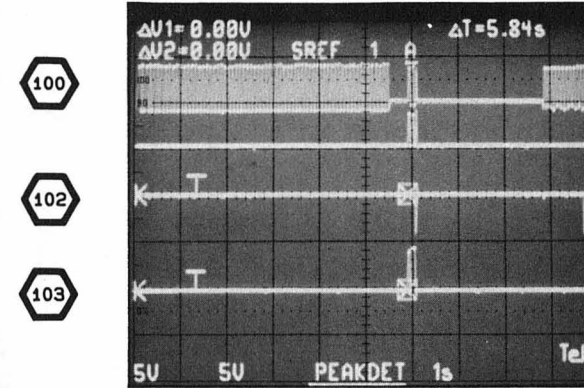 ΔV1= 0.00V ΔT=5.84s
ΔV2=0.00V SREF 1 A
100
102
T
103
T
5V 5V PEAKDET 1s